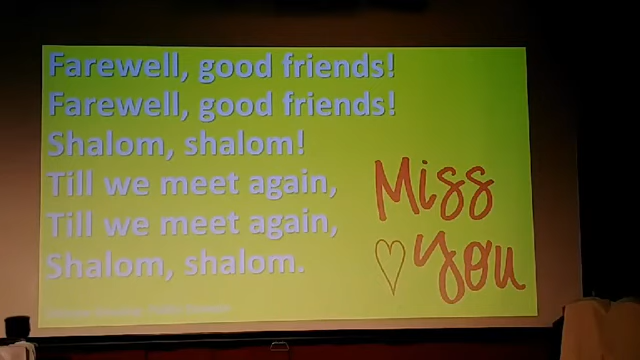 Farewell, good friends!
Farewell, good friends!
Shalom, shalom!
Till we meet again,
Till we meet again,
Shalom, shalom.
Miss
You